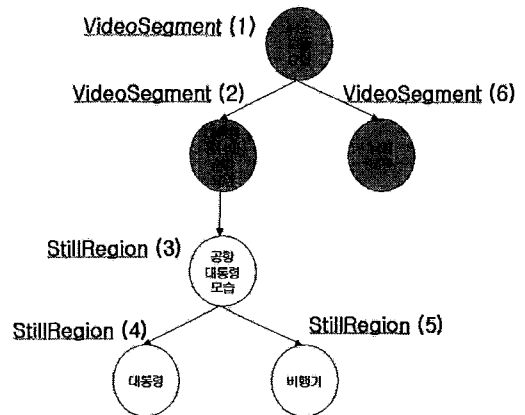 VideoSegment (1)
VideoSegment (2)
VideoSegment (6)
StillRegion (3)
공항
대통령
모습
StillRegion (4)
StillRegion (5)
대통령
비행기